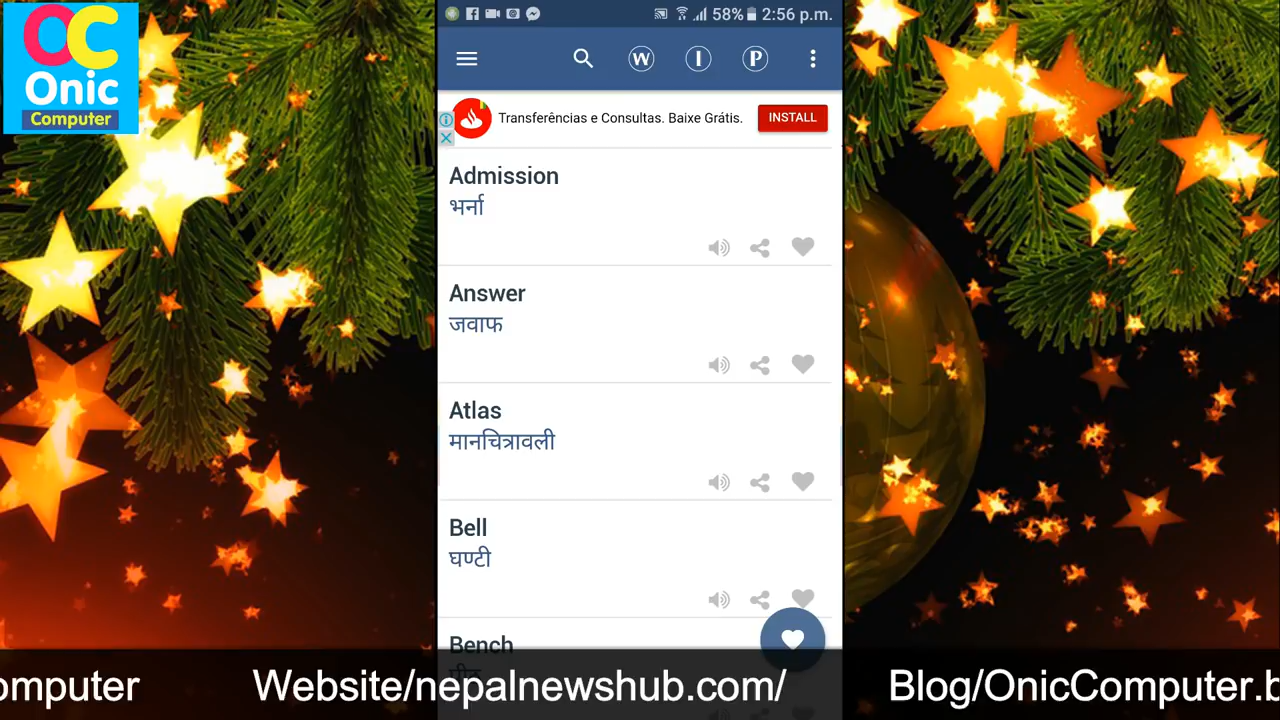 OC
Onic
Computer
58% 2:56 p.m.
W I P
Transferências e Consultas. Baixe Grátis.
INSTALL
Admission
भर्ना
Answer
जवाफ
Atlas
मानचित्रावली
Bell
घण्टी
Bench
omputer
Website/nepalnewshub.com/
Blog/OnicComputer.b